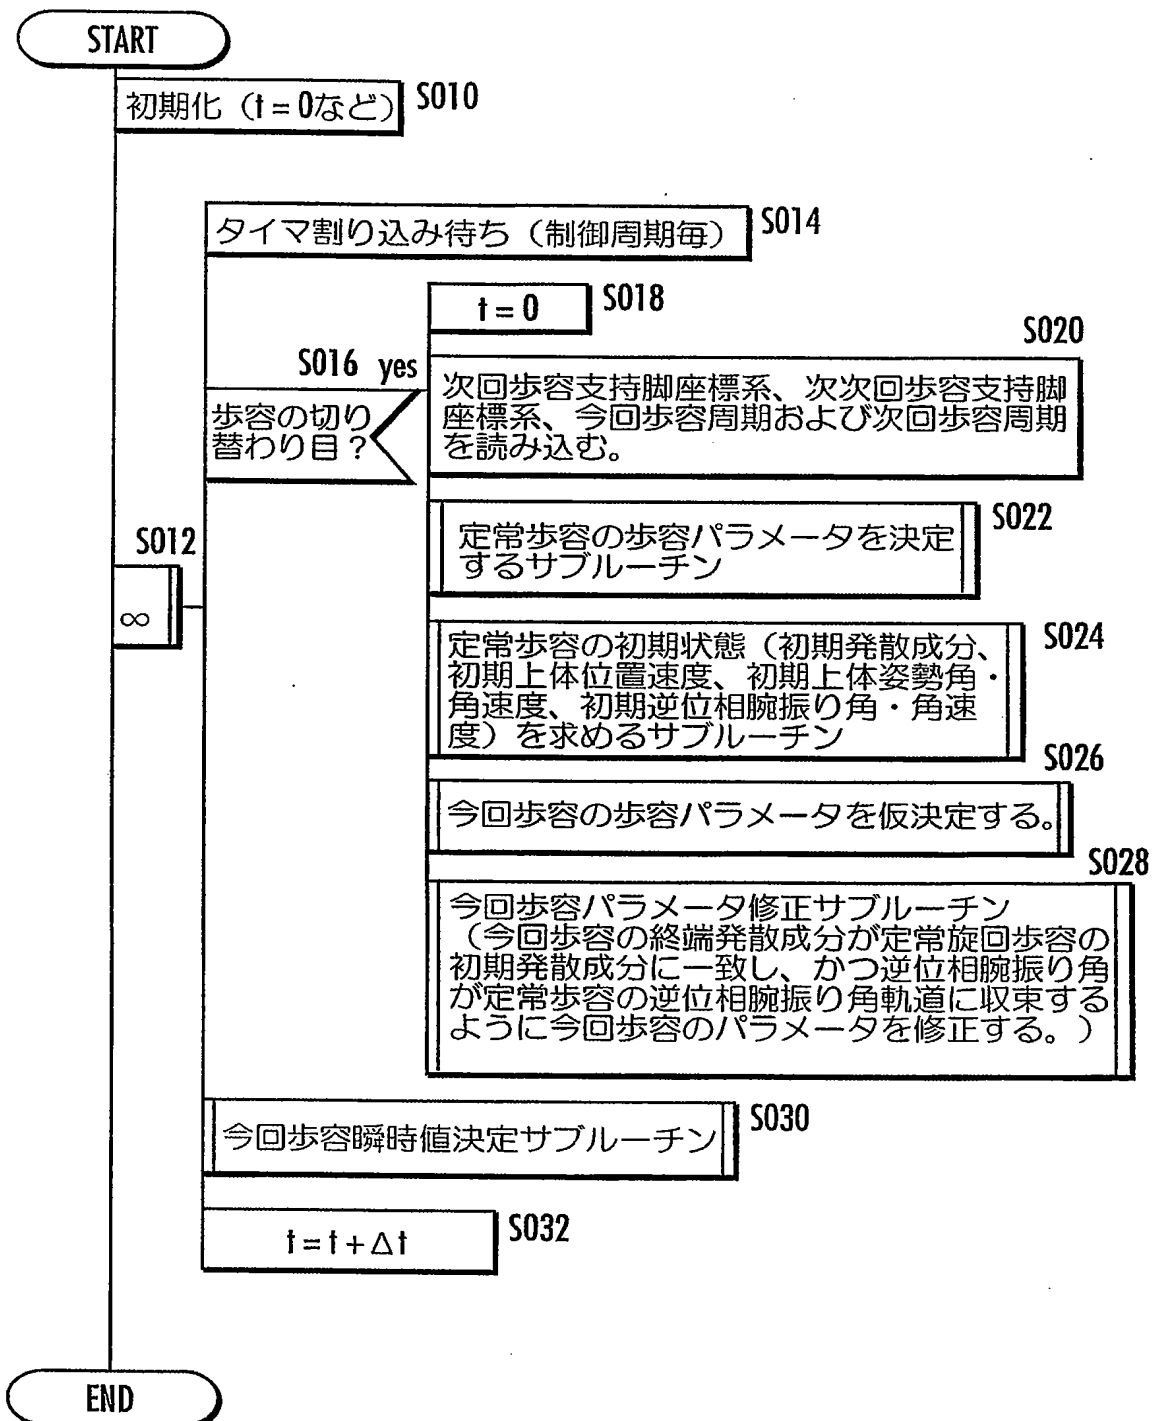 START
初期化（t = 0など）
S010
タイマ割り込み待ち（制御周期毎）
S014
t = 0
S018
S020
S016 yes
歩容の切り
替わり目？
次回歩容支持脚座標系、次次回歩容支持脚
座標系、今回歩容周期および次回歩容周期
を読み込む。
S012
∞
定常歩容の歩容パラメータを決定
するサブルーチン
S022
定常歩容の初期状態（初期発散成分、
初期上体位置速度、初期上体姿勢角・
角速度、初期逆位相腕振り角・角速
度）を求めるサブルーチン
S024
S026
今回歩容の歩容パラメータを仮決定する。
S028
今回歩容パラメータ修正サブルーチン
（今回歩容の終端発散成分が定常旋回歩容の
初期発散成分に一致し、かつ逆位相腕振り角
が定常歩容の逆位相腕振り角軌道に収束する
ように今回歩容のパラメータを修正する。）
今回歩容瞬時値決定サブルーチン
S030
t = t + Δt
S032
END